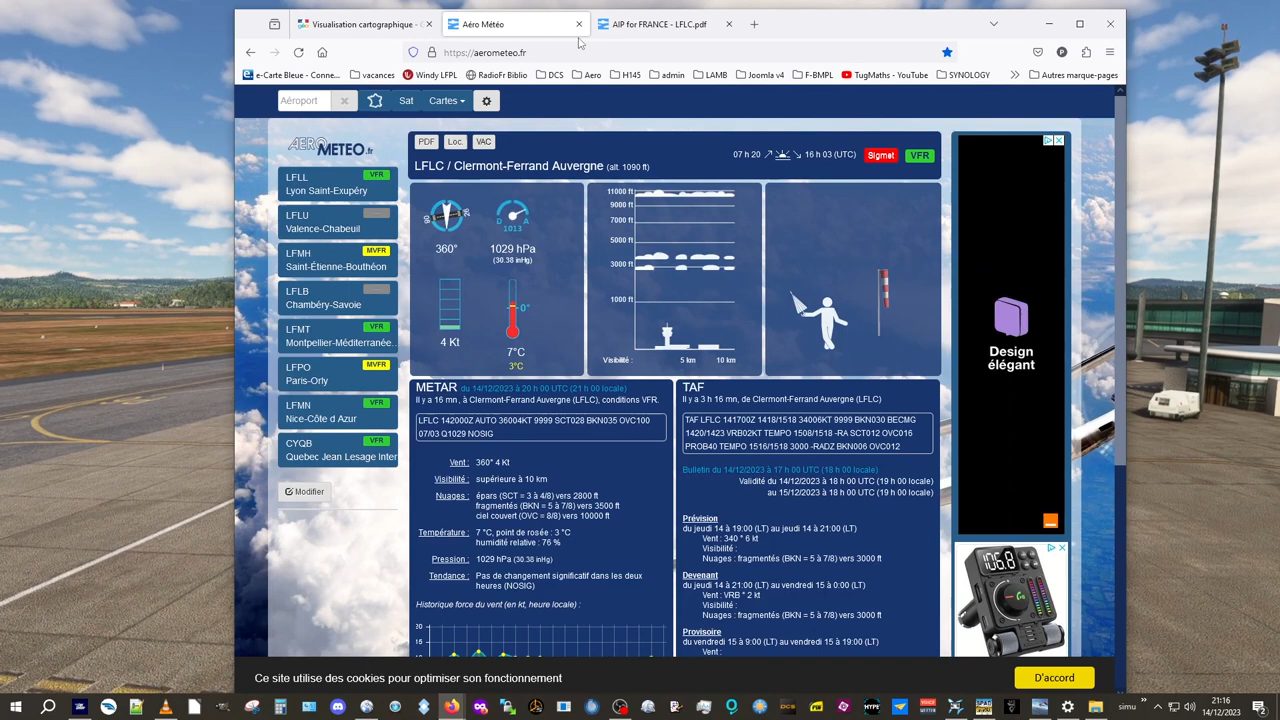 Visualisation cartographique - G
Aéro Météo
AIP for FRANCE - LFLC.pdf
https://aerometeo.fr
e-Carte Bleue - Conne...
vacances
Windy LFPL
RadioFr Biblio
DCS
Aero
H145
admin
LAMB
Joomla v4
F-BMPL
TugMaths - YouTube
SYNOLOGY
Autres marque-pages
Aéroport
Sat
Cartes
AEROMETEO.fr
LFLL VFR
Lyon Saint-Exupéry
LFLU
Valence-Chabeuil
LFMH MVFR
Saint-Étienne-Bouthéon
LFLB
Chambéry-Savoie
LFMT VFR
Montpellier-Méditerranée...
LFPO MVFR
Paris-Orly
LFMN VFR
Nice-Côte d Azur
CYQB VFR
Quebec Jean Lesage Inter
Modifier
PDF Loc. VAC
LFLC / Clermont-Ferrand Auvergne (alt. 1090 ft)
07 h 20 16 h 03 (UTC) Sigmet VFR
08 26
360°
D A
1013
1029 hPa
(30.38 inHg)
4 Kt
0°
7°C
3°C
11000 ft
9000 ft
7000 ft
5000 ft
3000 ft
1000 ft
Visibilité : 5 km 10 km
METAR du 14/12/2023 à 20 h 00 UTC (21 h 00 locale)
Il y a 16 mn , à Clermont-Ferrand Auvergne (LFLC), conditions VFR.
LFLC 142000Z AUTO 36004KT 9999 SCT028 BKN035 OVC100
07/03 Q1029 NOSIG
Vent : 360° 4 Kt
Visibilité : supérieure à 10 km
Nuages : épars (SCT = 3 à 4/8) vers 2800 ft
fragmentés (BKN = 5 à 7/8) vers 3500 ft
ciel couvert (OVC = 8/8) vers 10000 ft
Température : 7 °C, point de rosée : 3 °C
humidité relative : 76 %
Pression : 1029 hPa (30.38 inHg)
Tendance : Pas de changement significatif dans les deux
heures (NOSIG)
Historique force du vent (en kt, heure locale) :
20
15
10
TAF
Il y a 3 h 16 mn, de Clermont-Ferrand Auvergne (LFLC)
TAF LFLC 141700Z 1418/1518 34006KT 9999 BKN030 BECMG
1420/1423 VRB02KT TEMPO 1508/1518 -RA SCT012 OVC016
PROB40 TEMPO 1516/1518 3000 -RADZ BKN006 OVC012
Bulletin du 14/12/2023 à 17 h 00 UTC (18 h 00 locale)
Validité du 14/12/2023 à 18 h 00 UTC (19 h 00 locale)
au 15/12/2023 à 18 h 00 UTC (19 h 00 locale)
Prévision
du jeudi 14 à 19:00 (LT) au jeudi 14 à 21:00 (LT)
Vent : 340 ° 6 kt
Visibilité :
Nuages : fragmentés (BKN = 5 à 7/8) vers 3000 ft
Devenant
du jeudi 14 à 21:00 (LT) au vendredi 15 à 0:00 (LT)
Vent : VRB ° 2 kt
Visibilité :
Nuages : fragmentés (BKN = 5 à 7/8) vers 3000 ft
Provisoire
du vendredi 15 à 9:00 (LT) au vendredi 15 à 19:00 (LT)
Vent :
Design
élégant
106.8
Ce site utilise des cookies pour optimiser son fonctionnement
D'accord
DCS
HYPE
simu
21:16
14/12/2023
2